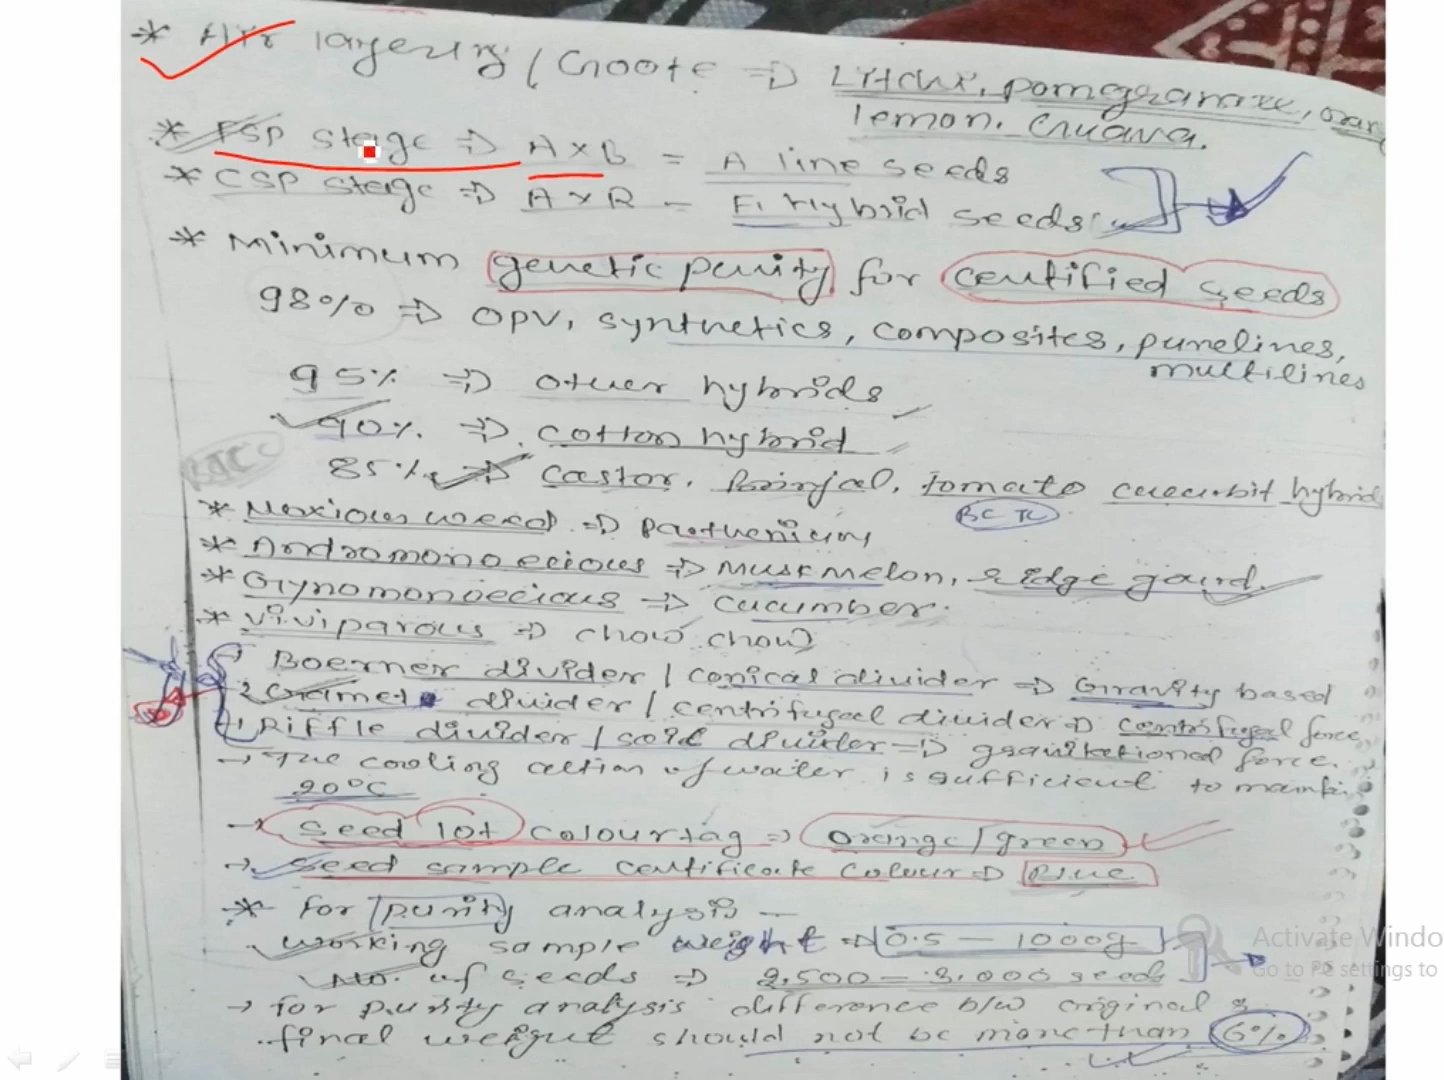 * Air layering / Goote ⇒ Litchi, pomegranate,
lemon, Guava.
* FSP stage ⇒ A×B = A line seeds
* CSP stage ⇒ A×R = F1 Hybrid seeds
* Minimum genetic purity for certified seeds
98% ⇒ OPV, synthetics, composites, purelines,
multilines
95% ⇒ other hybrids
90% ⇒ cotton hybrid
85% ⇒ castor, brinjal, tomato cucurbit hybrid
BCTC
* Noxious weed ⇒ parthenium
* Andromonoecious ⇒ Muskmelon, ridge gourd
* Gynomonoecious ⇒ cucumber.
* Viviparous ⇒ chow chow
Boerner divider / conical divider ⇒ Gravity based
2 Gamet divider / centrifugal divider ⇒ centrifugal force
Riffle divider / soil divider ⇒ gravitational force.
→ The cooling action of water is sufficient to
20°C
→ Seed lot colour tag ⇒ orange / green
→ Seed sample certificate colour ⇒ Blue
* For purity analysis -
working sample weight ⇒ 0.5 - 1000g
No. of seeds ⇒ 2,500 - 3,000 seeds
→ for purity analysis difference b/w original &
final weight should not be more than 5%
Activate Windo
Go to PC settings to